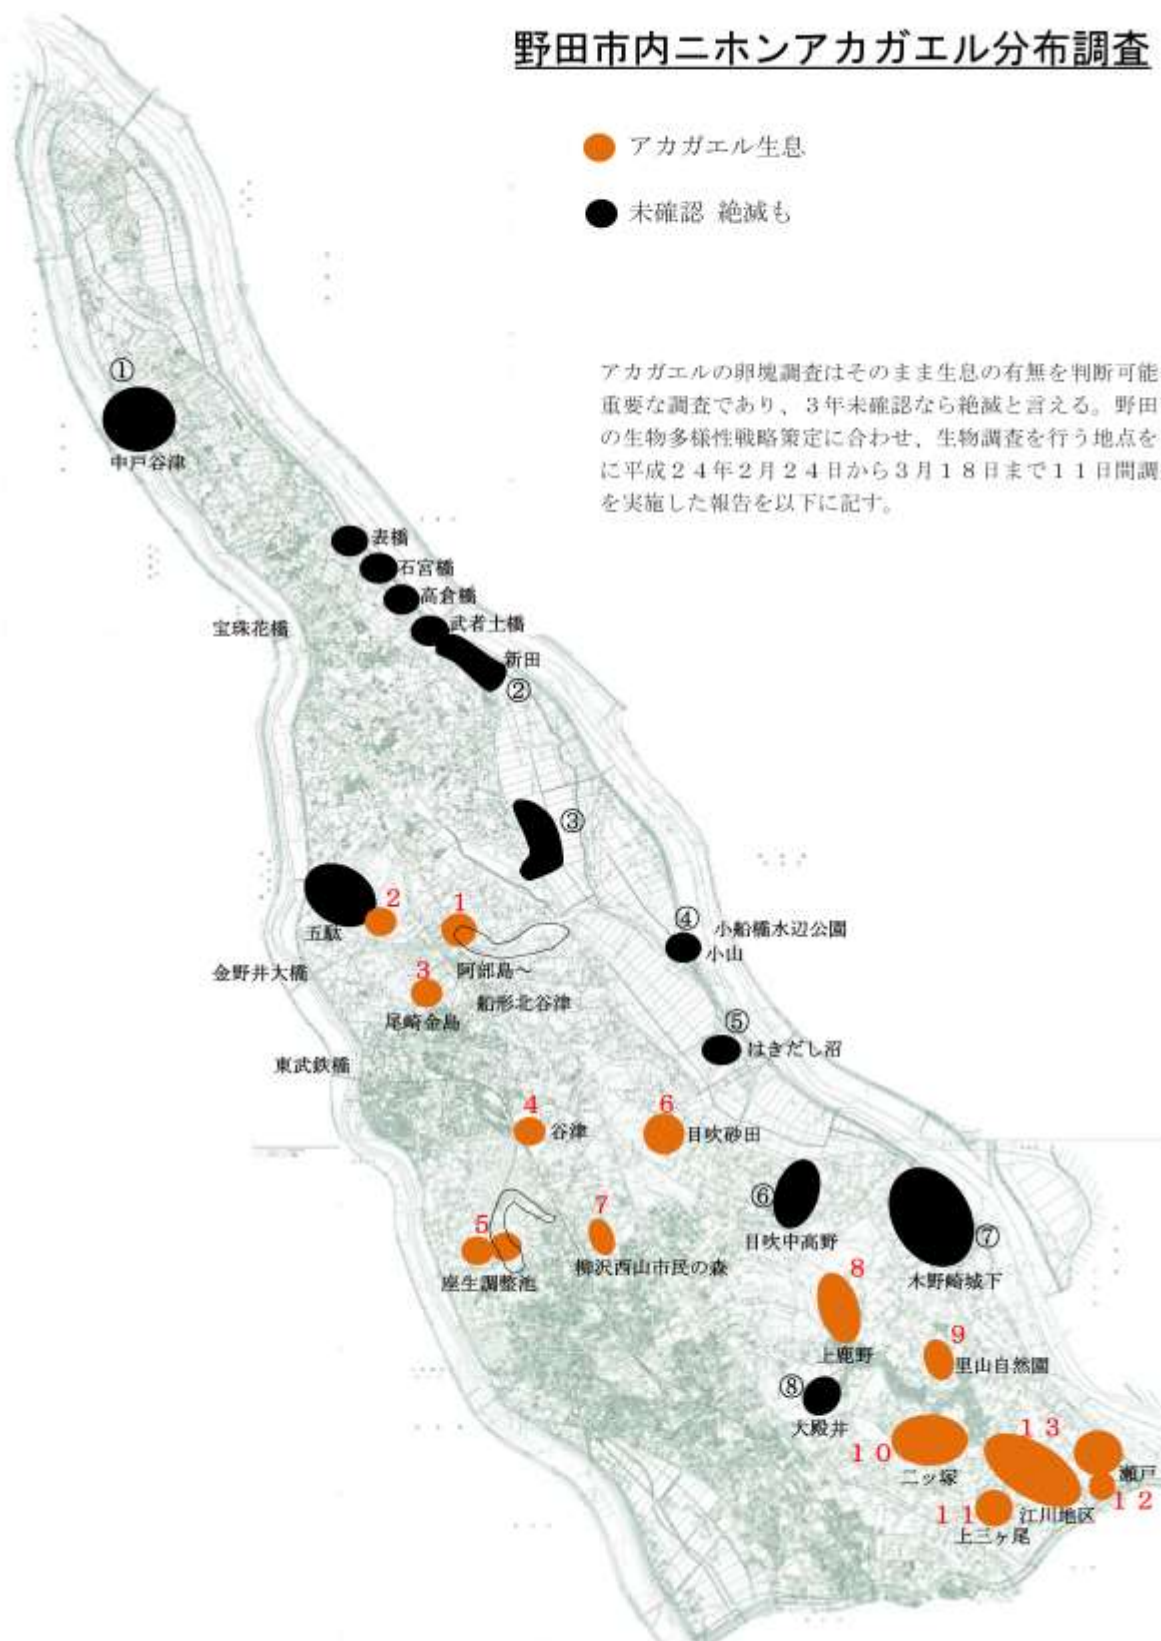 野田市内ニホンアカガエル分布調査
アカガエル生息
未確認 絶滅も
アカガエルの卵塊調査はそのまま生息の有無を判断可能
重要な調査であり、3年未確認なら絶滅と言える。野田
の生物多様性戦略策定に合わせ、生物調査を行う地点を
に平成24年2月24日から3月18日まで11日間調
を実施した報告を以下に記す。
①
中戸谷津
表橋
石宮橋
高倉橋
武者土橋
宝珠花橋
新田
②
③
2
1
五駄
④
小船橋水辺公園
小山
金野井大橋
3
阿部島~
船形北谷津
尾崎金島
⑤
はきだし沼
東武鉄橋
4
谷津
6
目吹砂田
⑥
目吹中高野
5
座生調整池
7
柳沢西山市民の森
⑦
木野崎城下
8
上鹿野
9
里山自然園
⑧
大殿井
10
二ッ塚
13
江川地区
瀬戸
12
11
上三ヶ尾